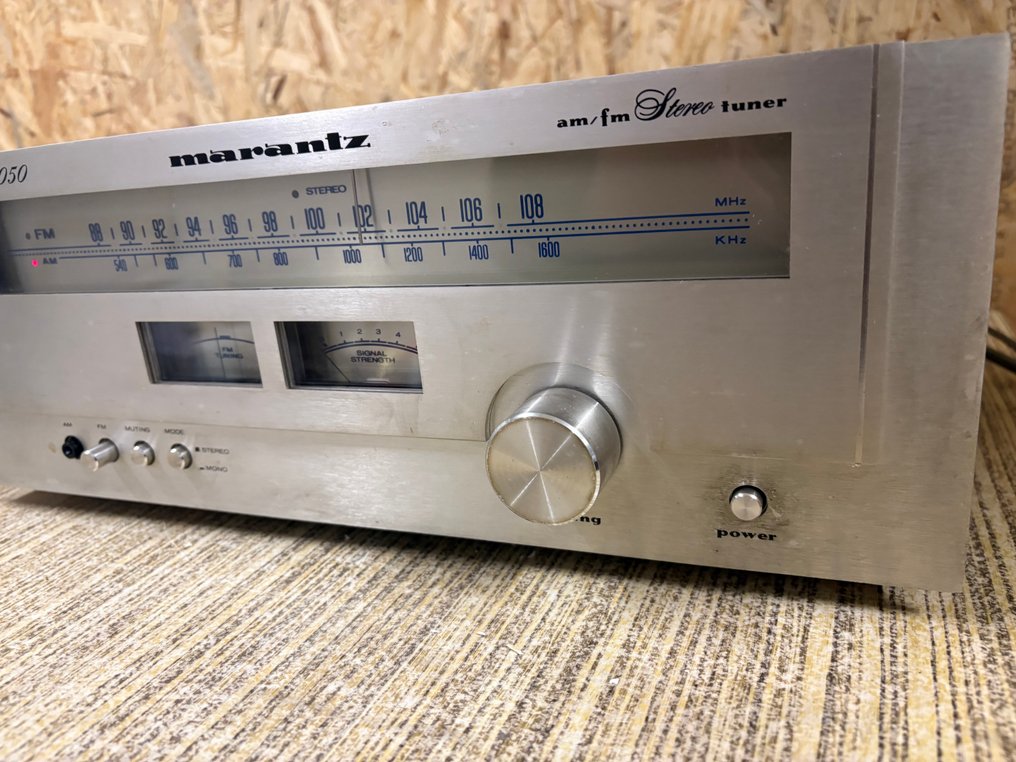 050
marantz
am/fm Stereo tuner
STEREO
FM 88 90 92 94 96 98 100 102 104 106 108 MHz
AM 540 600 700 800 1000 1200 1400 1600 KHz
FM TUNING
1 2 3 4
SIGNAL STRENGTH
AM FM MUTING MODE
STEREO
MONO
ng
power